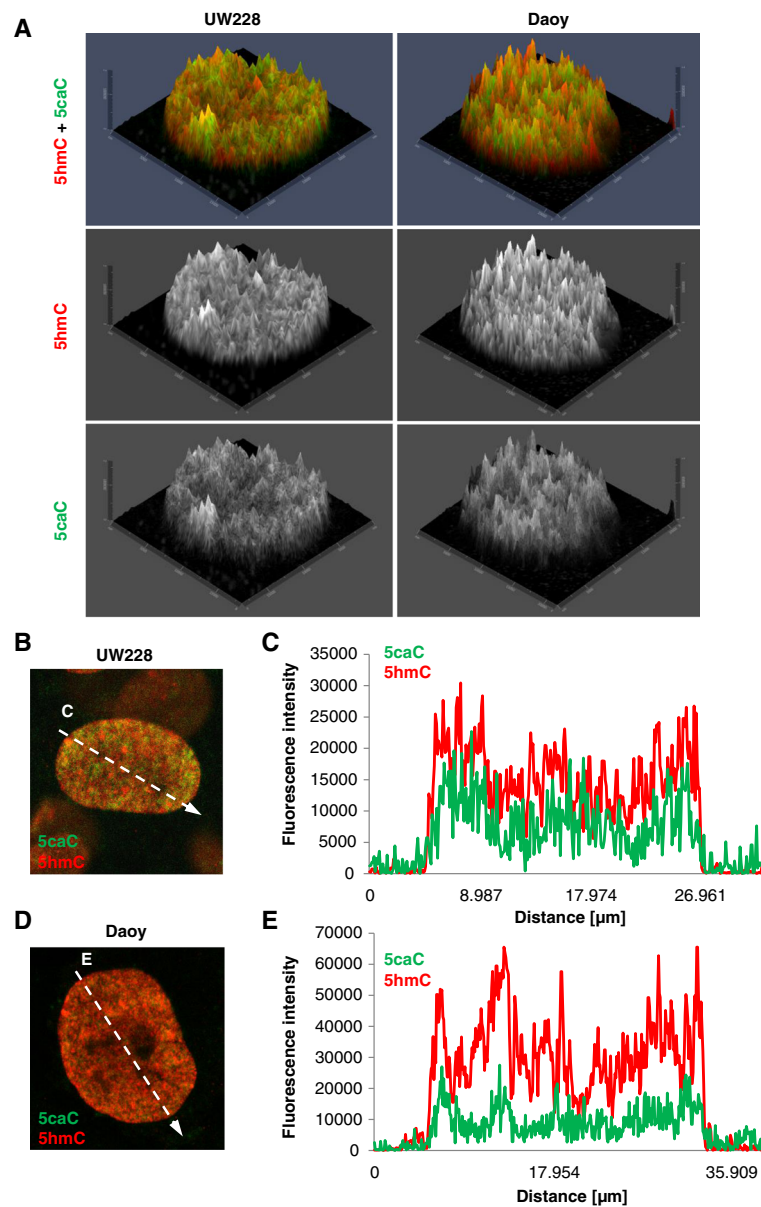 UW228
Daoy
A
5hmC + 5caC
5hmC
5caC
B
UW228
C
5caC
5hmC
C
35000
30000
25000
20000
15000
10000
5000
0
Fluorescence intensity
5caC
5hmC
0
8.987
17.974
26.961
Distance [µm]
D
Daoy
E
5caC
5hmC
E
70000
60000
50000
40000
30000
20000
10000
0
Fluorescence intensity
5caC
5hmC
0
17.954
35.909
Distance [µm]